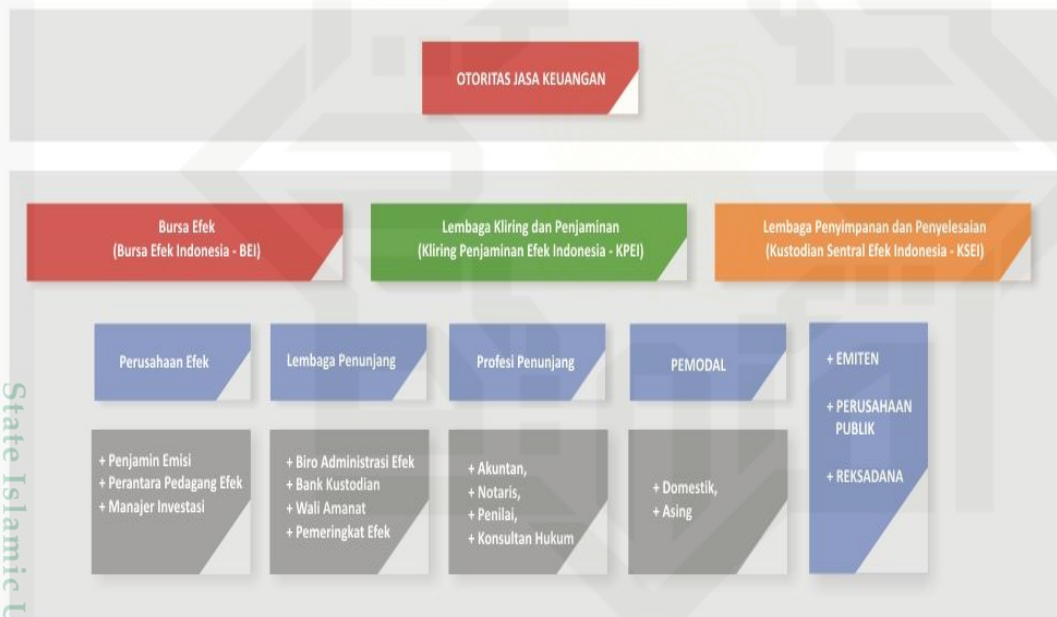 OTORITAS JASA KEUANGAN
Bursa Efek
(Bursa Efek Indonesia - BEI)
Lembaga Kliring dan Penjaminan
(Kliring Penjaminan Efek Indonesia - KPEI)
Lembaga Penyimpanan dan Penyelesaian
(Kustodian Sentral Efek Indonesia - KSEI)
Perusahaan Efek
+ Penjamin Emisi
+ Perantara Pedagang Efek
+ Manajer Investasi
Lembaga Penunjang
+ Biro Administrasi Efek
+ Bank Kustodian
+ Wali Amanat
+ Pemeringkat Efek
Profesi Penunjang
+ Akuntan,
+ Notaris,
+ Penilai,
+ Konsultan Hukum
PEMODAL
+ Domestik,
+ Asing
+ EMITEN
+ PERUSAHAAN
PUBLIK
+ REKSADANA
State Islamic U